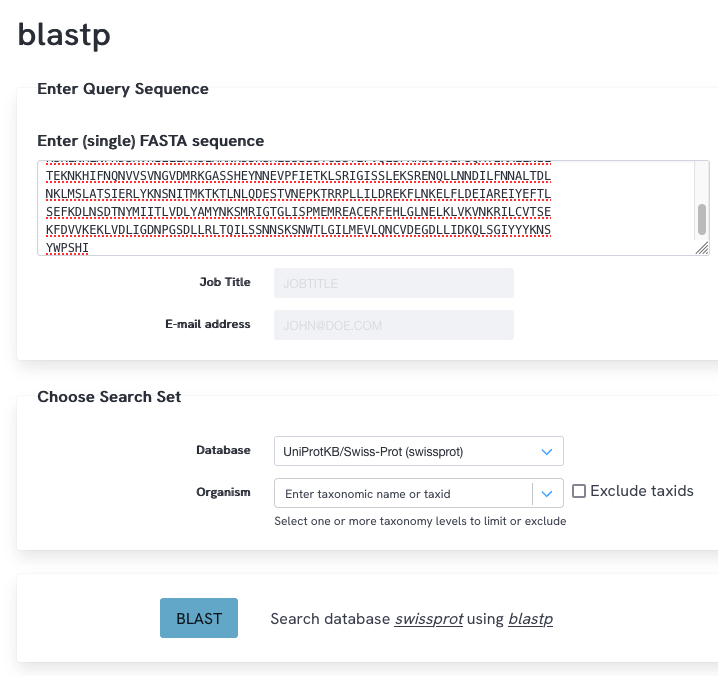 blastp
Enter Query Sequence
Enter (single) FASTA sequence
TEKNKHIFNQNVVSVNGVDMRKGASSHEYNNEVPFIETKLSRIGISSLEKSRENQLLNNDILFNNALTDL
NKLMSLATSIERLYKNSNITMKTKTLNLQDESTVNEPKTRRPLLILDREKFLNKELFLDEIAREIYEFTL
SEFKDLNSDTNYMIITLVDLYAMYNKSMRIGTGLISPMEMREACERFEHLGLNELKLVKVNKRILCVTSE
KFDVVKEKLVDLIGDNPGSDLLRLTQILSSNNSKSNWTLGILMEVLQNCVDEGDLLIDKQLSGIYYYKNS
YWPSHI
Job Title
JOBTITLE
E-mail address
JOHN@DOE.COM
Choose Search Set
Database
UniProtKB/Swiss-Prot (swissprot)
Organism
Enter taxonomic name or taxid
Exclude taxids
Select one or more taxonomy levels to limit or exclude
BLAST
Search database swissprot using blastp